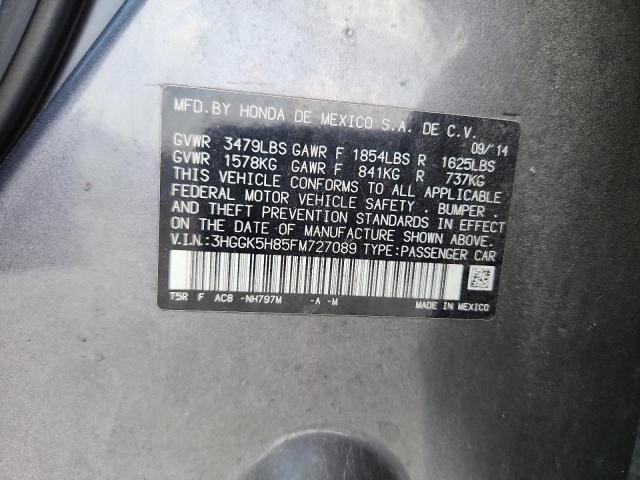 MFD.BY HONDA DE MEXICO S.A. DE C.V.
09/14
GVWR 3479LBS GAWR F 1854LBS R 1625LBS
GVWR 1578KG GAWR F 841KG R 737KG
THIS VEHICLE CONFORMS TO ALL APPLICABLE
FEDERAL MOTOR VEHICLE SAFETY . BUMPER .
AND THEFT PREVENTION STANDARDS IN EFFECT
ON THE DATE OF MANUFACTURE SHOWN ABOVE.
V.I.N.:3HGGK5H85FM727089 TYPE:PASSENGER CAR
T5R F AC8 -NH797M -A -M
MADE IN MEXICO